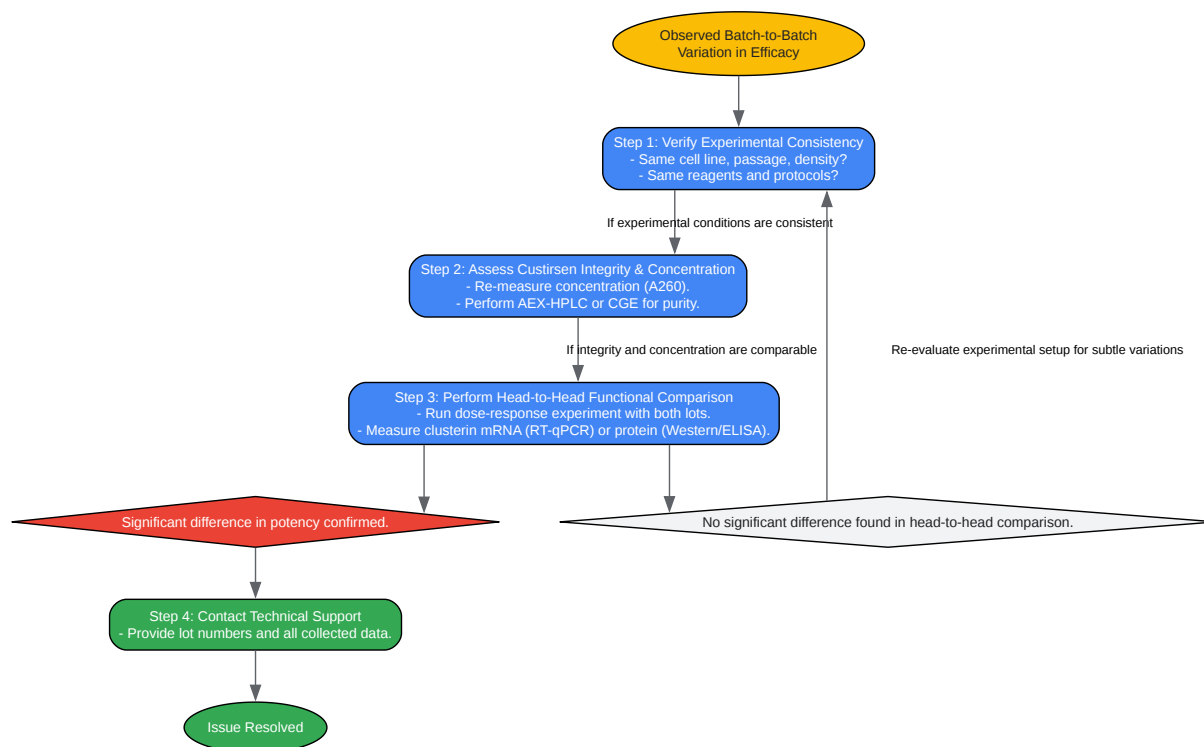 Observed Batch-to-Batch
Variation in Efficacy
Step 1: Verify Experimental Consistency
- Same cell line, passage, density?
- Same reagents and protocols?
If experimental conditions are consistent
Step 2: Assess Custirsen Integrity & Concentration
- Re-measure concentration (A260).
- Perform AEX-HPLC or CGE for purity.
If integrity and concentration are comparable
Re-evaluate experimental setup for subtle variations
Step 3: Perform Head-to-Head Functional Comparison
- Run dose-response experiment with both lots.
- Measure clusterin mRNA (RT-qPCR) or protein (Western/ELISA).
Significant difference in potency confirmed.
No significant difference found in head-to-head comparison.
Step 4: Contact Technical Support
- Provide lot numbers and all collected data.
Issue Resolved